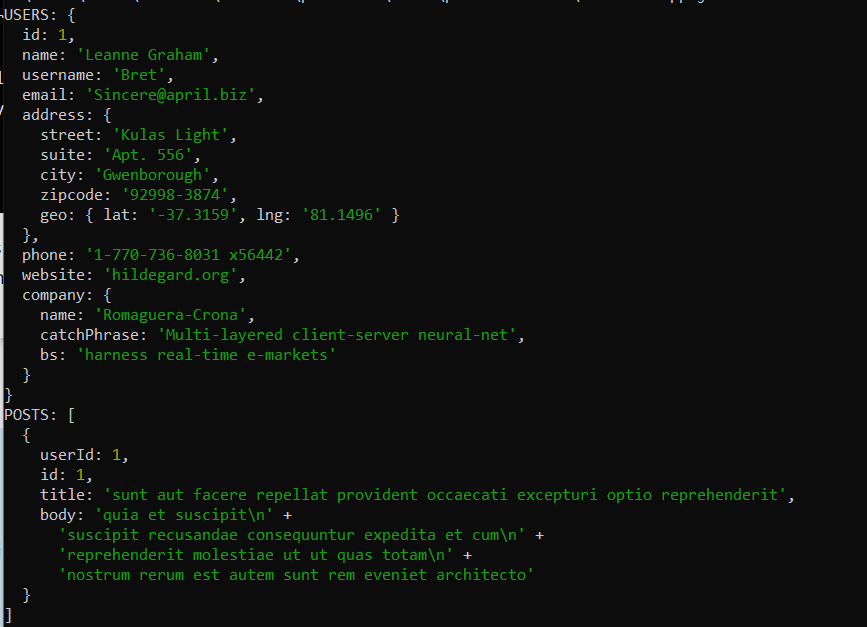 USERS: {
  id: 1,
  name: 'Leanne Graham',
  username: 'Bret',
  email: 'Sincere@april.biz',
  address: {
    street: 'Kulas Light',
    suite: 'Apt. 556',
    city: 'Gwenborough',
    zipcode: '92998-3874',
    geo: { lat: '-37.3159', lng: '81.1496' }
  },
  phone: '1-770-736-8031 x56442',
  website: 'hildegard.org',
  company: {
    name: 'Romaguera-Crona',
    catchPhrase: 'Multi-layered client-server neural-net',
    bs: 'harness real-time e-markets'
  }
}
POSTS: [
  {
    userId: 1,
    id: 1,
    title: 'sunt aut facere repellat provident occaecati excepturi optio reprehenderit',
    body: 'quia et suscipit\n' +
      'suscipit recusandae consequuntur expedita et cum\n' +
      'reprehenderit molestiae ut ut quas totam\n' +
      'nostrum rerum est autem sunt rem eveniet architecto'
  }
]